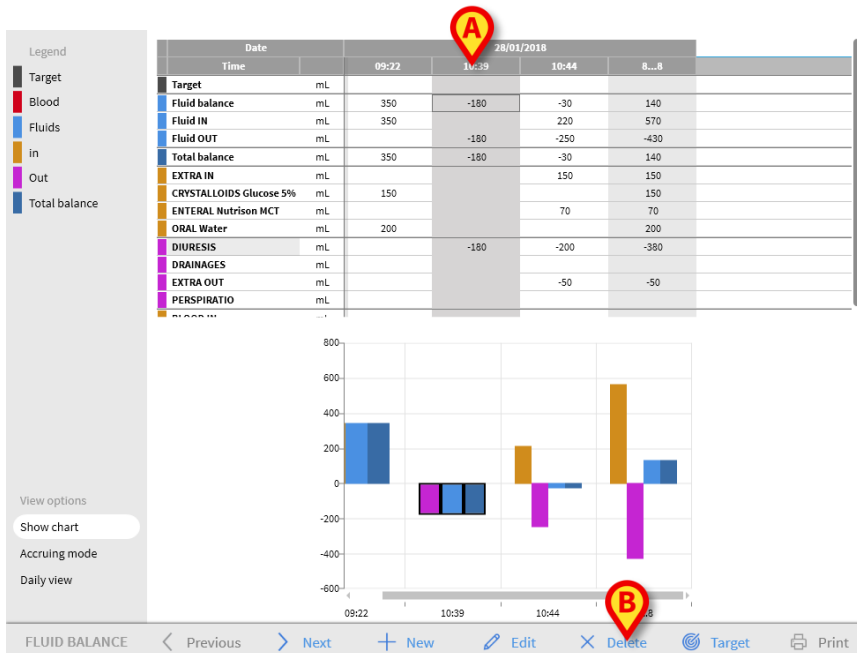 Legend
Target
Blood
Fluids
in
Out
Total balance
View options
Show chart
Accruing mode
Daily view
A
Date 28/01/2018
Time 09:22 10:39 10:44 8...8
Target mL
Fluid balance mL 350 -180 -30 140
Fluid IN mL 350 220 570
Fluid OUT mL -180 -250 -430
Total balance mL 350 -180 -30 140
EXTRA IN mL 150 150
CRYSTALLOIDS Glucose 5% mL 150 150
ENTERAL Nutrison MCT mL 70 70
ORAL Water mL 200 200
DIURESIS mL -180 -200 -380
DRAINAGES mL
EXTRA OUT mL -50 -50
PERSPIRATIO mL
800
600
400
200
0
-200
-400
-600
09:22 10:39 10:44
B
FLUID BALANCE Previous Next New Edit Delete Target Print